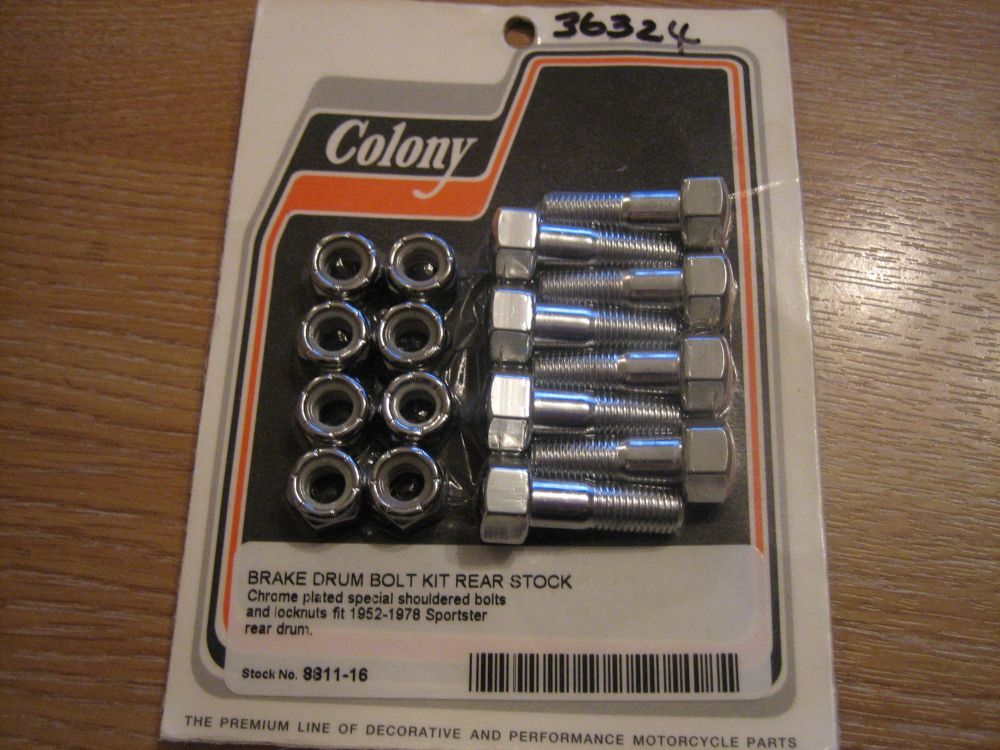 36324
Colony
BRAKE DRUM BOLT KIT REAR STOCK
Chrome plated special shouldered bolts
and locknuts fit 1952-1978 Sportster
rear drum.
Stock No. 8811-16
THE PREMIUM LINE OF DECORATIVE AND PERFORMANCE MOTORCYCLE PARTS